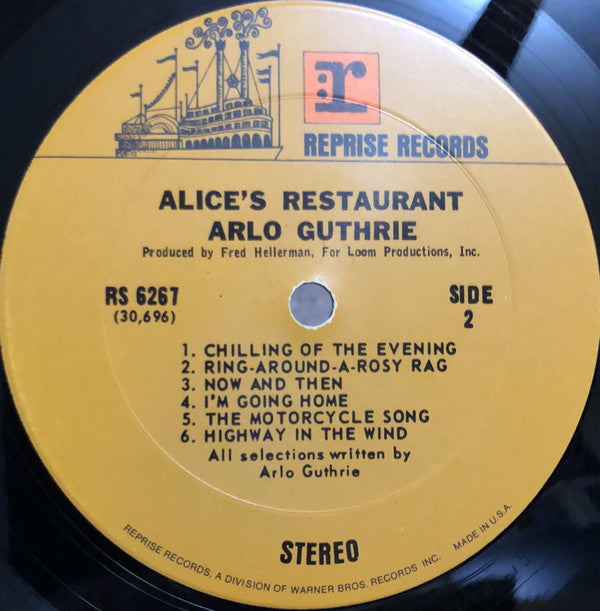 r
REPRISE RECORDS
ALICE'S RESTAURANT
ARLO GUTHRIE
Produced by Fred Hellerman, For Loom Productions, Inc.
RS 6267
(30,696)
SIDE
2
1. CHILLING OF THE EVENING
2. RING-AROUND-A-ROSY RAG
3. NOW AND THEN
4. I'M GOING HOME
5. THE MOTORCYCLE SONG
6. HIGHWAY IN THE WIND
All selections written by
Arlo Guthrie
STEREO
REPRISE RECORDS, A DIVISION OF WARNER BROS. RECORDS INC. MADE IN U.S.A.